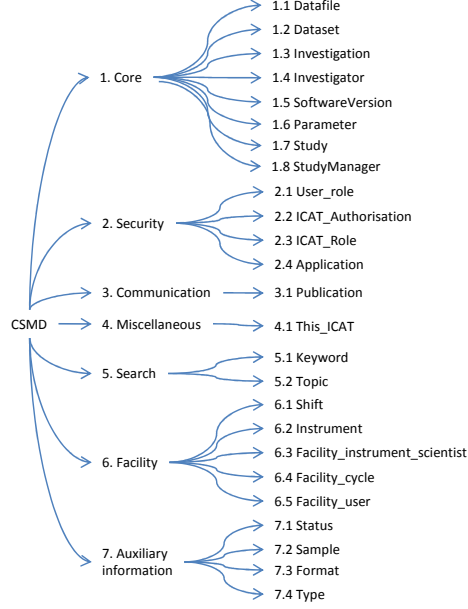 CSMD
1. Core
1.1 Datafile
1.2 Dataset
1.3 Investigation
1.4 Investigator
1.5 SoftwareVersion
1.6 Parameter
1.7 Study
1.8 StudyManager
2. Security
2.1 User_role
2.2 ICAT_Authorisation
2.3 ICAT_Role
2.4 Application
3. Communication
3.1 Publication
4. Miscellaneous
4.1 This_ICAT
5. Search
5.1 Keyword
5.2 Topic
6. Facility
6.1 Shift
6.2 Instrument
6.3 Facility_instrument_scientist
6.4 Facility_cycle
6.5 Facility_user
7. Auxiliary
information
7.1 Status
7.2 Sample
7.3 Format
7.4 Type